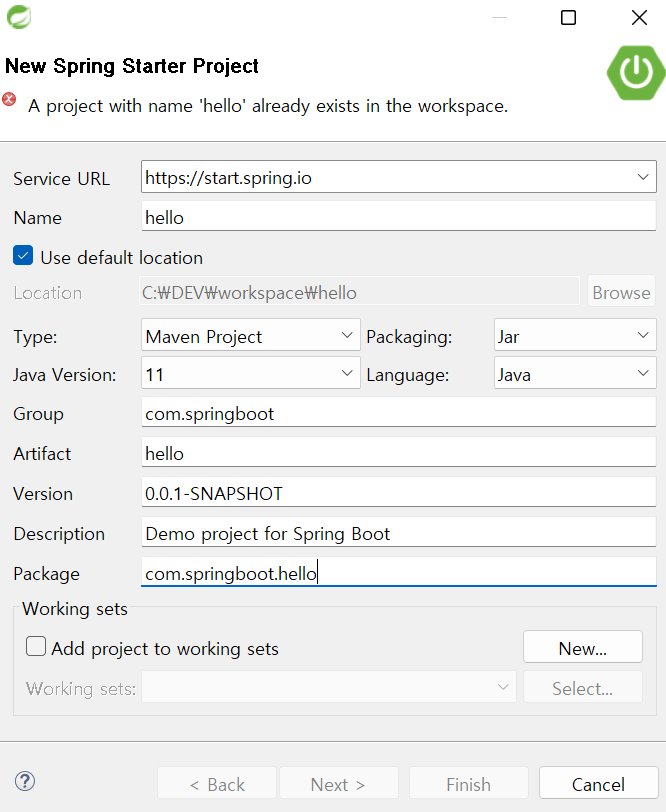 New Spring Starter Project
A project with name 'hello' already exists in the workspace.
Service URL https://start.spring.io
Name hello
Use default location
Location C:₩DEV₩workspace₩hello Browse
Type: Maven Project Packaging: Jar
Java Version: 11 Language: Java
Group com.springboot
Artifact hello
Version 0.0.1-SNAPSHOT
Description Demo project for Spring Boot
Package com.springboot.hello
Working sets
Add project to working sets New...
Working sets: Select...
< Back Next > Finish Cancel